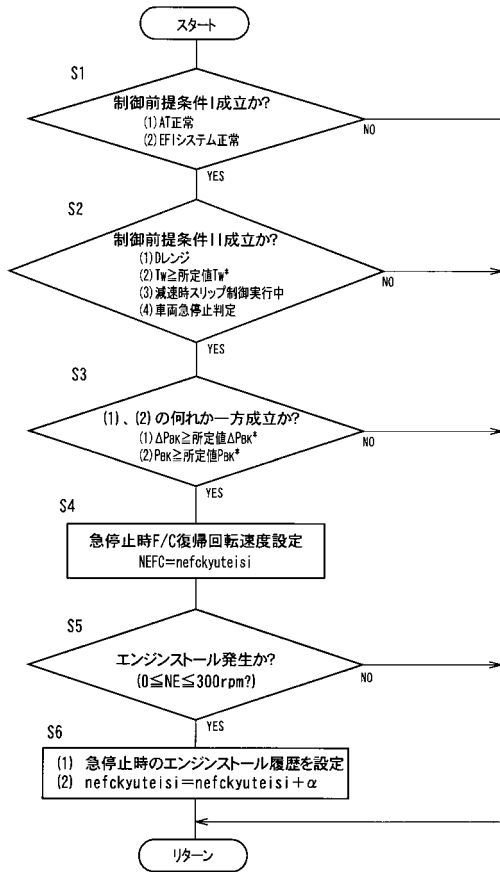 スタート
S1
制御前提条件I成立か?
(1) AT正常
(2) EFIシステム正常
NO
YES
S2
制御前提条件II成立か?
(1) Dレンジ
(2) Tw≧所定値Tw*
(3) 減速時スリップ制御実行中
(4) 車両急停止判定
NO
YES
S3
(1)、(2)の何れか一方成立か?
(1) ΔPBK≧所定値ΔPBK*
(2) PBK≧所定値PBK*
NO
YES
S4
急停止時F/C復帰回転速度設定
NEFC=nefckyuteisi
S5
エンジンストール発生か?
(0≦NE≦300rpm?)
NO
YES
S6
(1) 急停止時のエンジンストール履歴を設定
(2) nefckyuteisi=nefckyuteisi+α
リターン